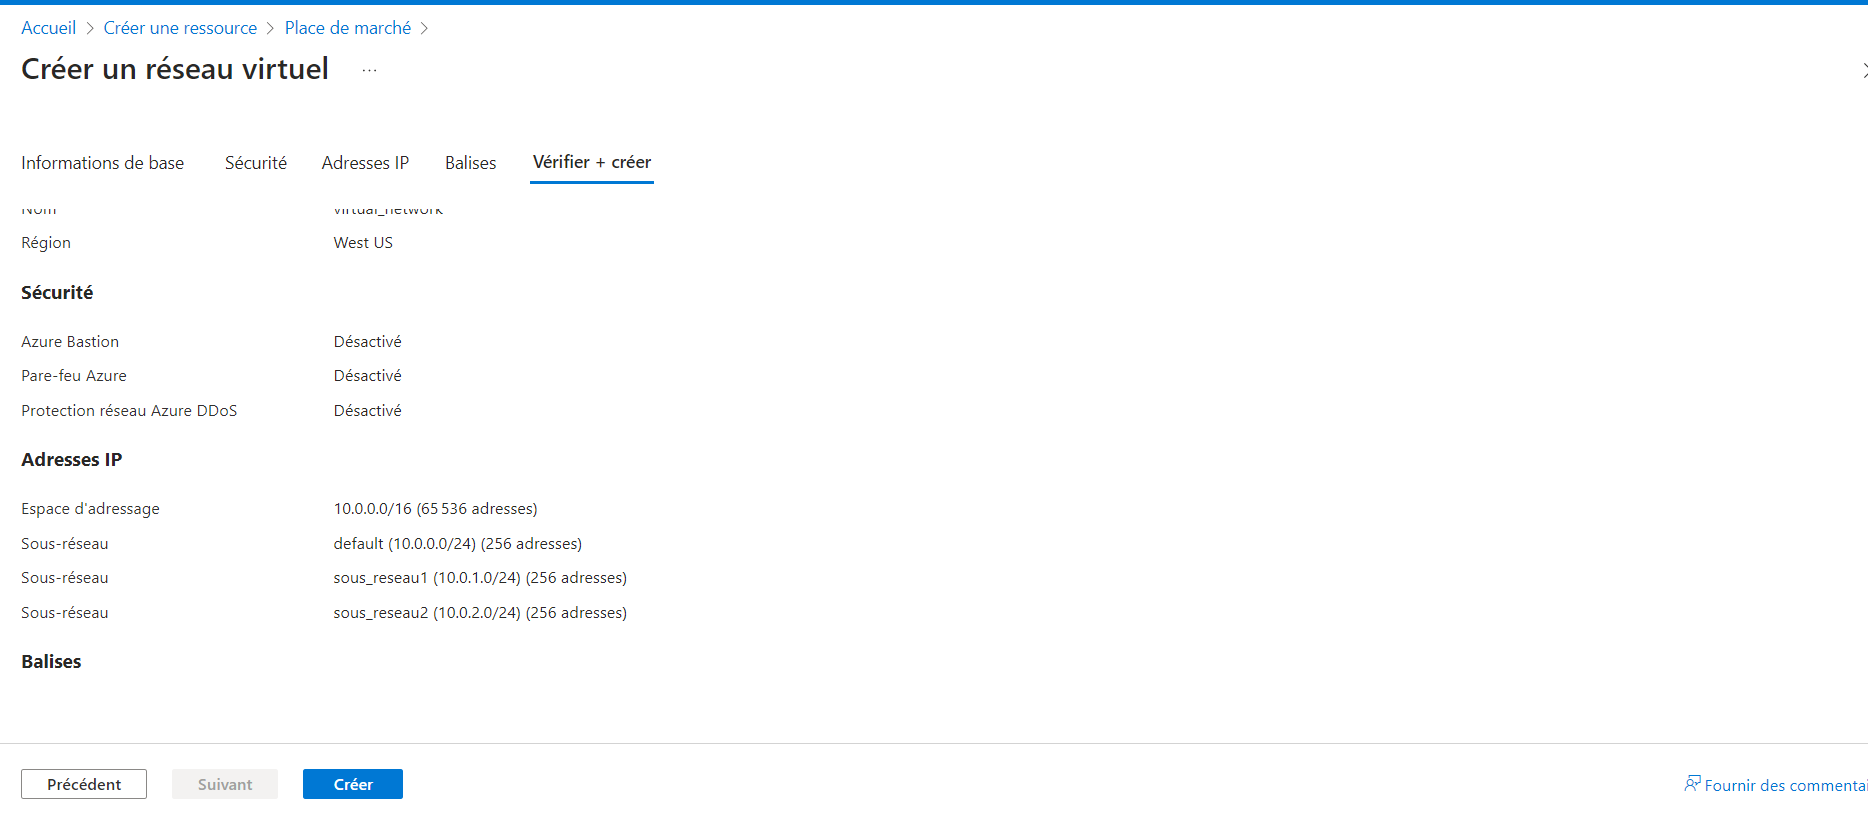 Accueil > Créer une ressource > Place de marché >
Créer un réseau virtuel ...
Informations de base Sécurité Adresses IP Balises Vérifier + créer
Nom virtual_network
Région West US
Sécurité
Azure Bastion Désactivé
Pare-feu Azure Désactivé
Protection réseau Azure DDoS Désactivé
Adresses IP
Espace d'adressage 10.0.0.0/16 (65 536 adresses)
Sous-réseau default (10.0.0.0/24) (256 adresses)
Sous-réseau sous_reseau1 (10.0.1.0/24) (256 adresses)
Sous-réseau sous_reseau2 (10.0.2.0/24) (256 adresses)
Balises
Précédent Suivant Créer Fournir des commentai